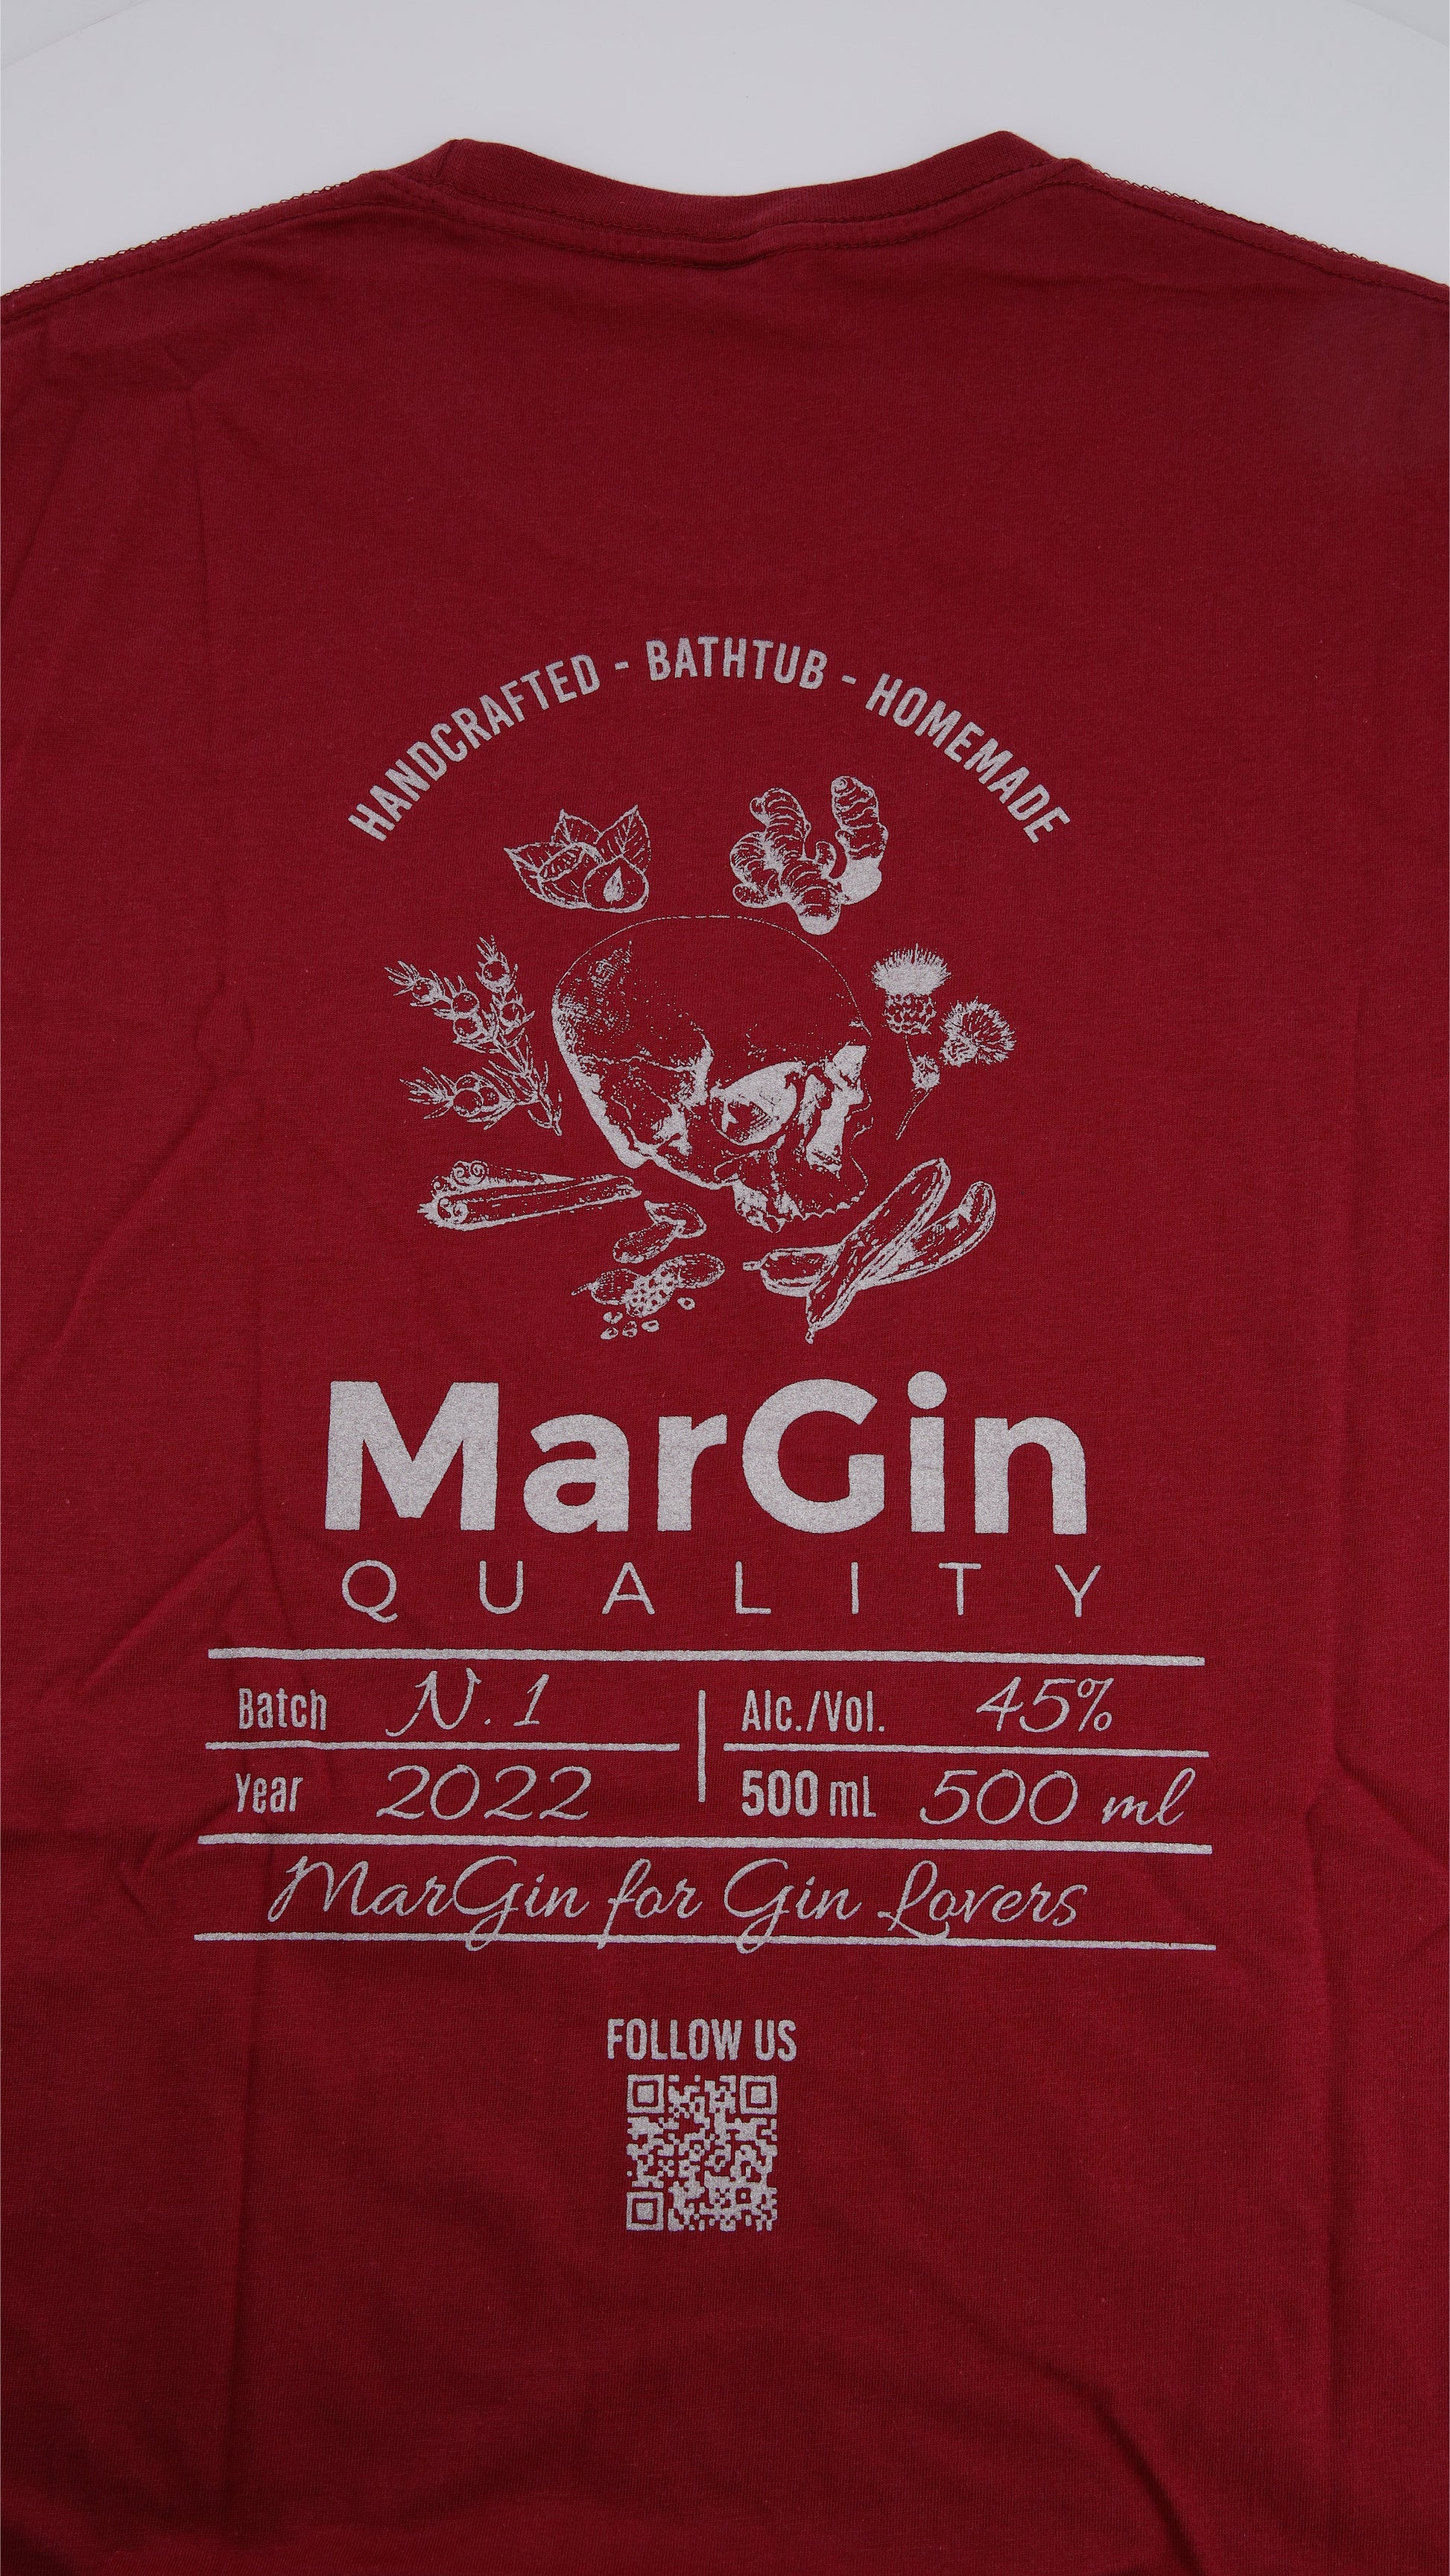 HANDCRAFTED - BATHTUB - HOMEMADE
MarGin
QUALITY
Batch N. 1 Alc./Vol. 45%
Year 2022 500 mL 500 ml
MarGin for Gin Lovers
FOLLOW US